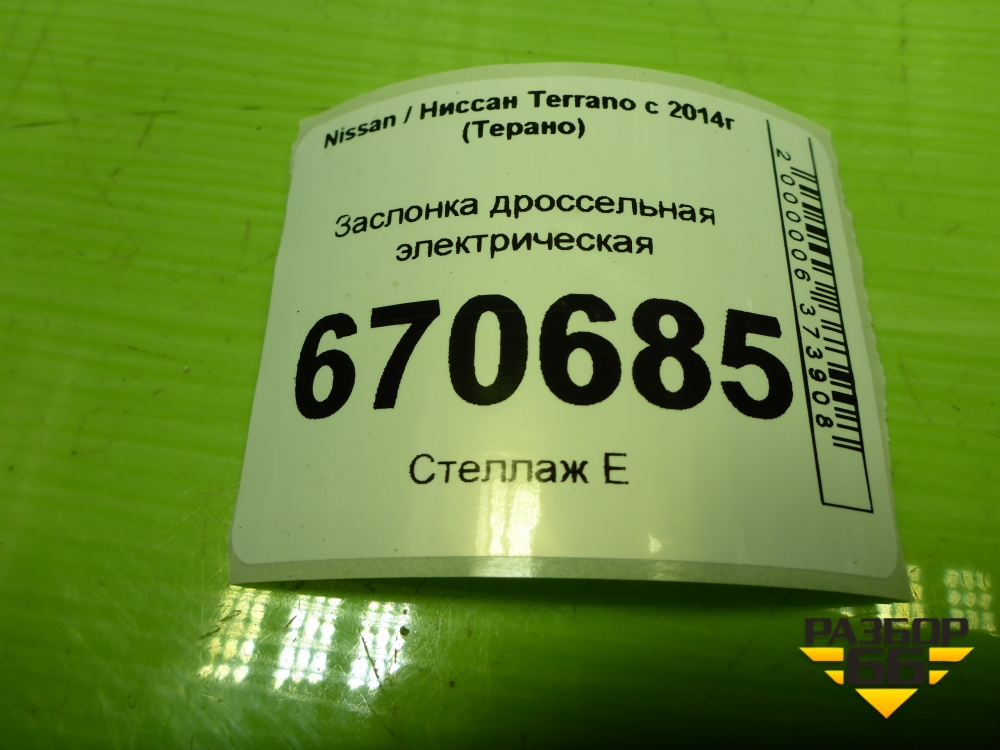 Nissan / Ниссан Terrano с 2014г
(Терано)
Заслонка дроссельная
электрическая
670685
Стеллаж Е
2000006373908
РАЗБОР
66